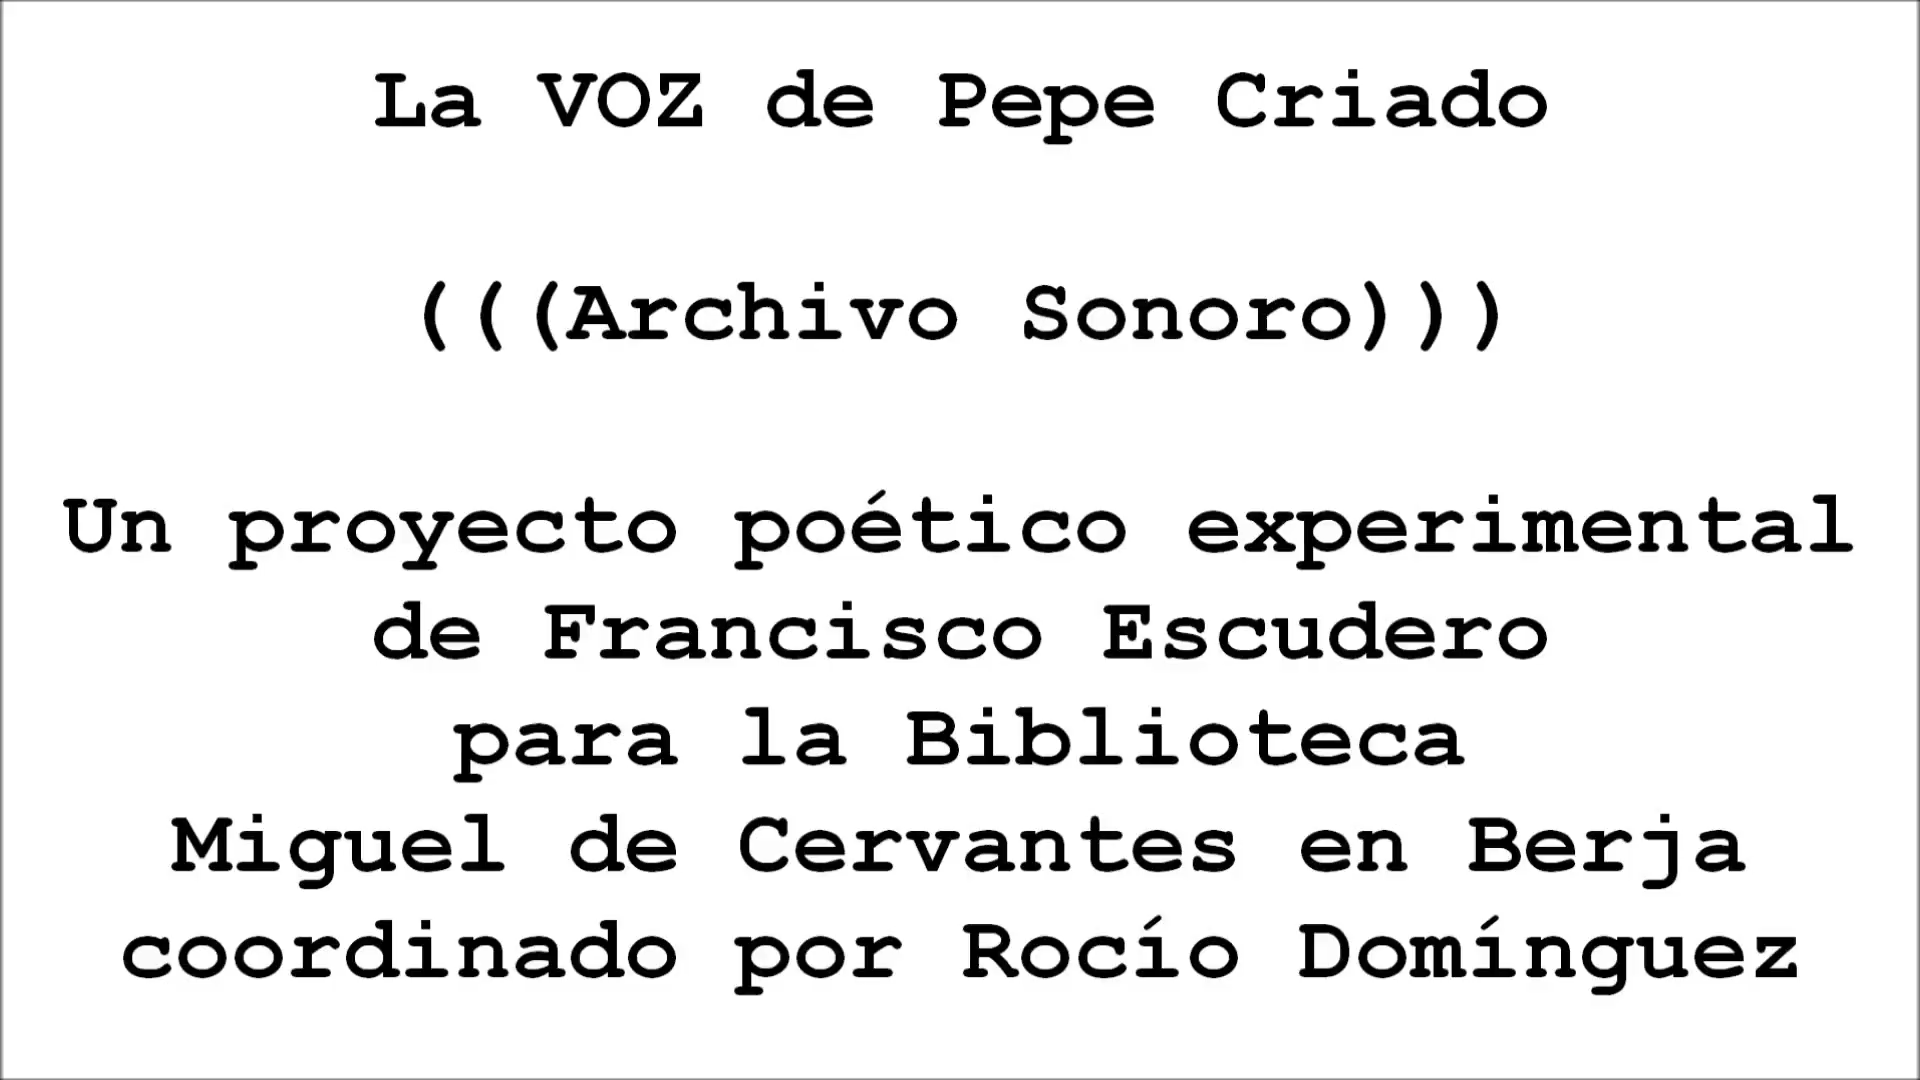 La VOZ de Pepe Criado
(((Archivo Sonoro)))
Un proyecto poético experimental
de Francisco Escudero
para la Biblioteca
Miguel de Cervantes en Berja
coordinado por Rocío Domínguez